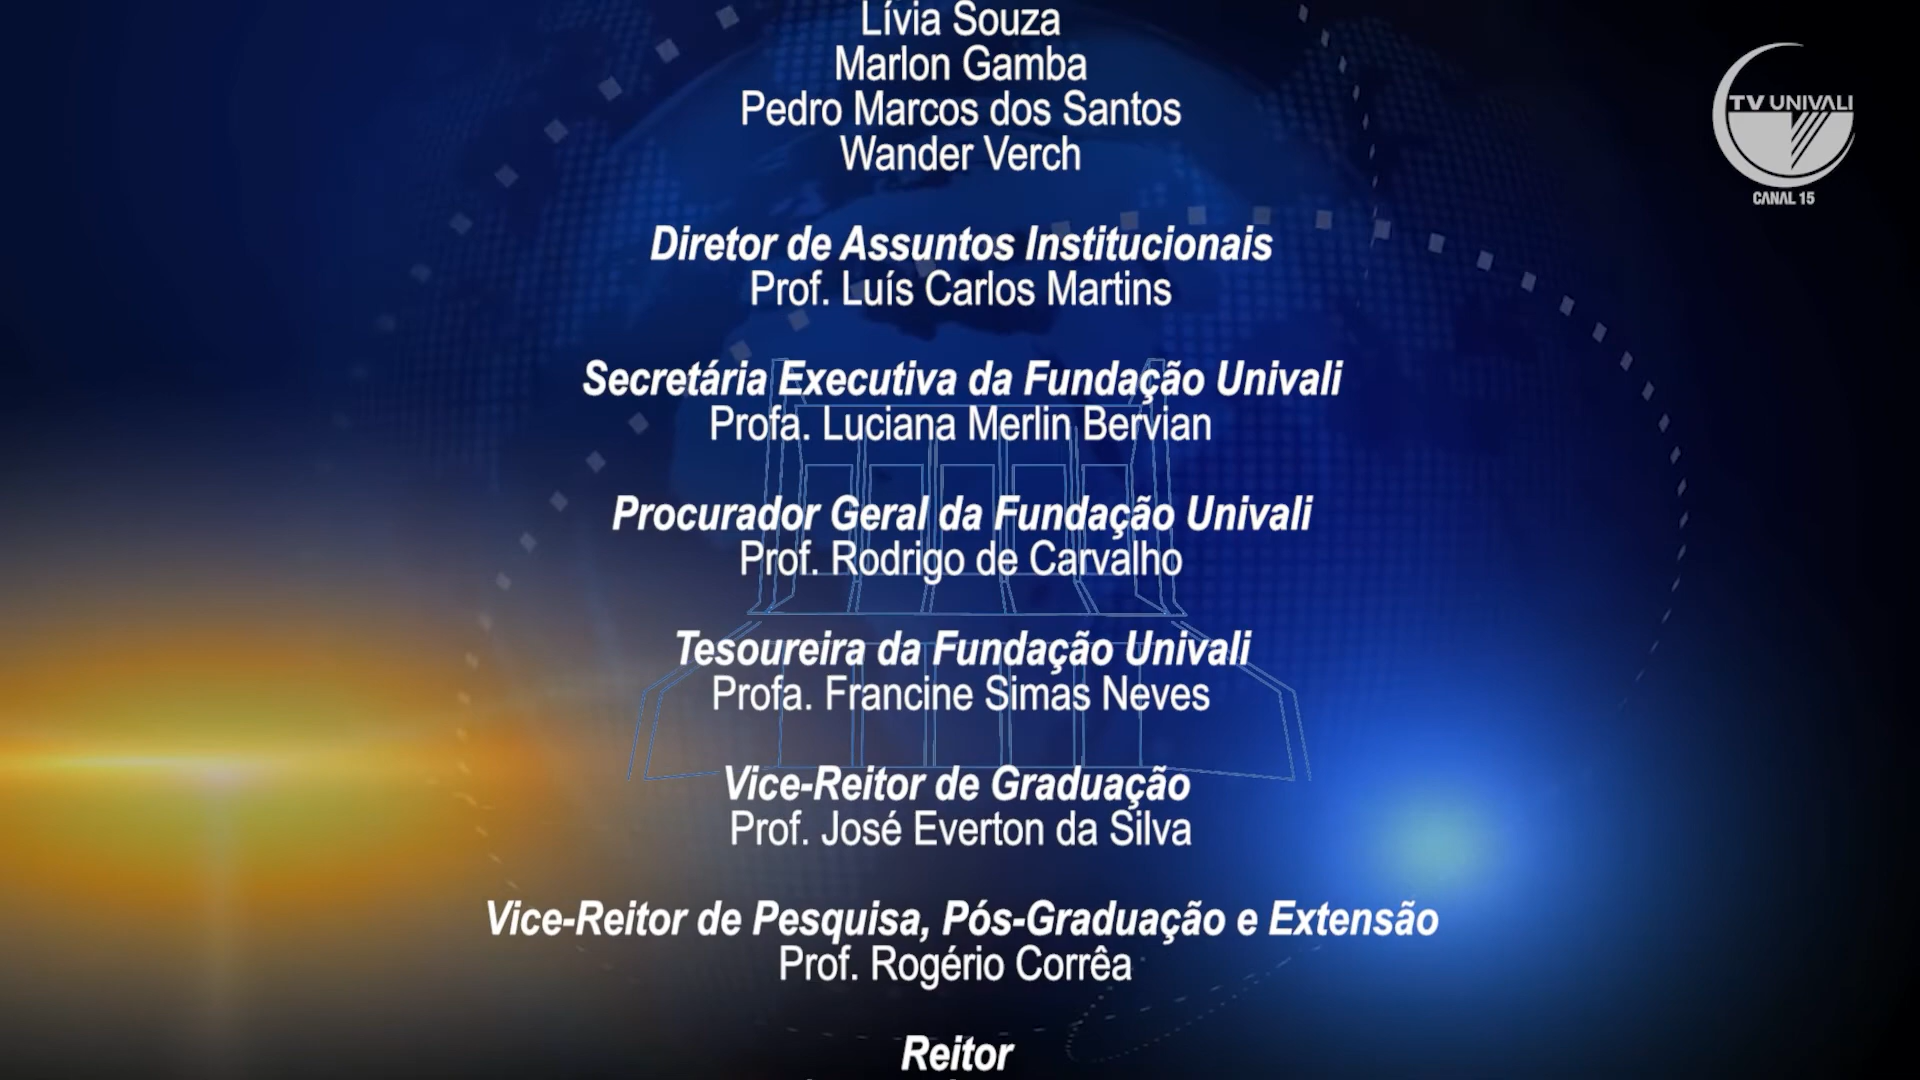 Lívia Souza
Marlon Gamba
Pedro Marcos dos Santos
Wander Verch
Diretor de Assuntos Institucionais
Prof. Luís Carlos Martins
Secretária Executiva da Fundação Univali
Profa. Luciana Merlin Bervian
Procurador Geral da Fundação Univali
Prof. Rodrigo de Carvalho
Tesoureira da Fundação Univali
Profa. Francine Simas Neves
Vice-Reitor de Graduação
Prof. José Everton da Silva
Vice-Reitor de Pesquisa, Pós-Graduação e Extensão
Prof. Rogério Corrêa
Reitor
TV UNIVALI
CANAL 15